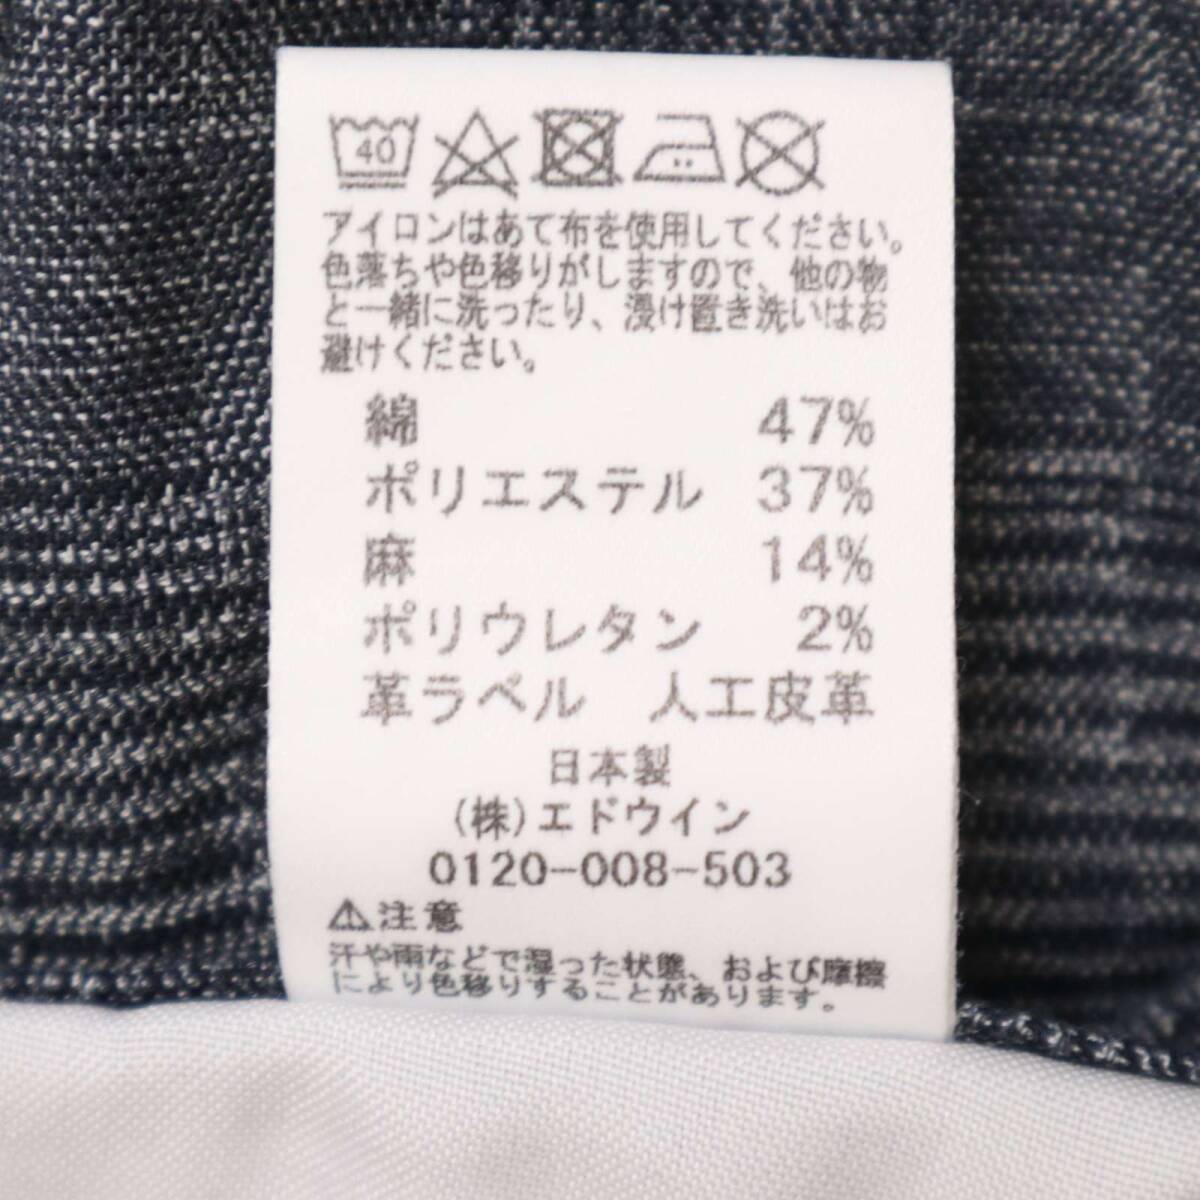 40
アイロンはあて布を使用してください。
色落ちや色移りがしますので、他の物
と一緒に洗ったり、浸け置き洗いはお
避けください。
綿 47%
ポリエステル 37%
麻 14%
ポリウレタン 2%
革ラベル 人工皮革
日本製
(株)エドウイン
0120-008-503
⚠注意
汗や雨などで湿った状態、および摩擦
により色移りすることがあります。